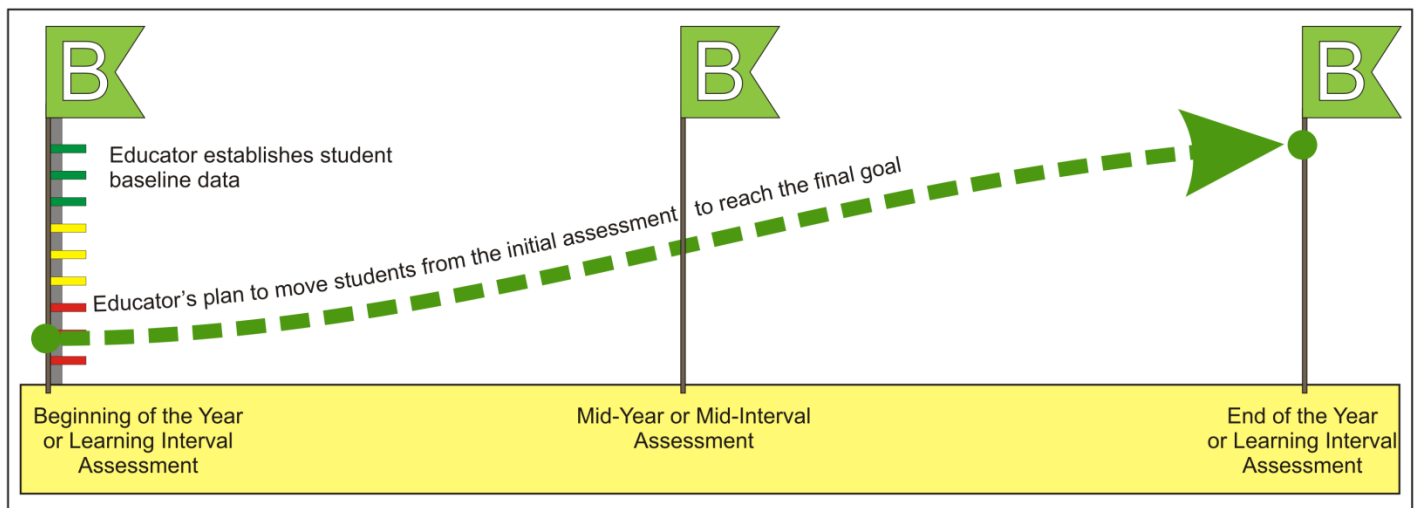 B
B
B
Educator establishes student
baseline data
Educator's plan to move students from the initial assessment to reach the final goal
Beginning of the Year
or Learning Interval
Assessment
Mid-Year or Mid-Interval
Assessment
End of the Year
or Learning Interval
Assessment